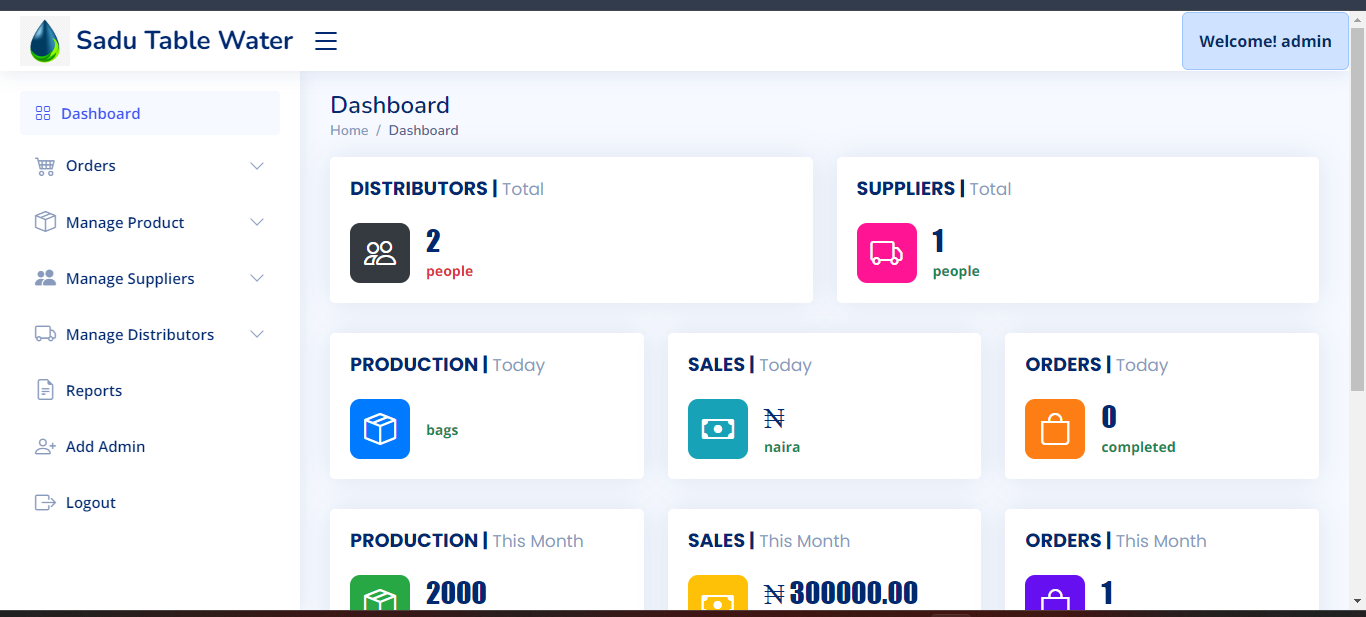 Sadu Table Water
Welcome! admin
Dashboard
Orders
Manage Product
Manage Suppliers
Manage Distributors
Reports
Add Admin
Logout
Dashboard
Home / Dashboard
DISTRIBUTORS | Total
2
people
SUPPLIERS | Total
1
people
PRODUCTION | Today
bags
SALES | Today
₦
naira
ORDERS | Today
0
completed
PRODUCTION | This Month
2000
SALES | This Month
₦ 300000.00
ORDERS | This Month
1